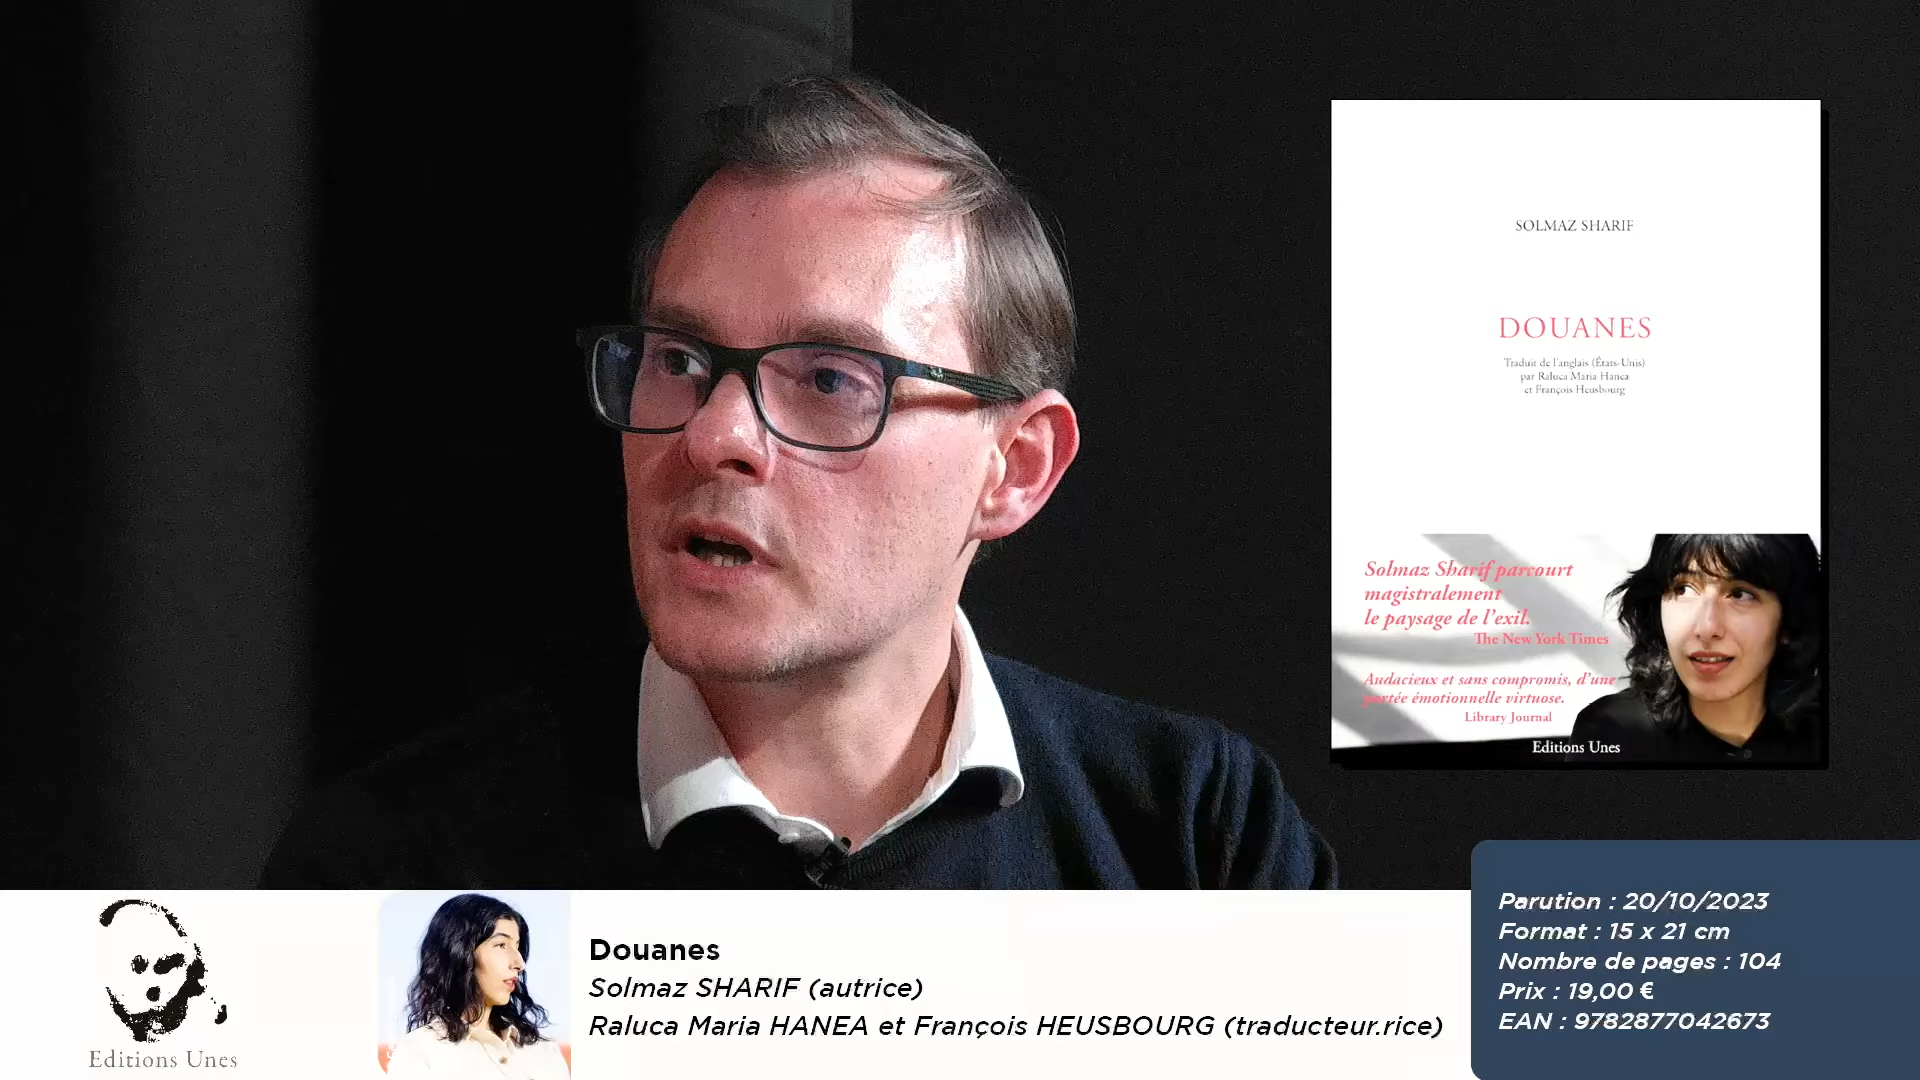 SOLMAZ SHARIF
DOUANES
Traduit de l'anglais (États-Unis)
par Raluca Maria Hanea
et François Heusbourg
Solmaz Sharif parcourt
magistralement
le paysage de l'exil.
The New York Times
Audacieux et sans compromis, d'une
portée émotionnelle virtuose.
Library Journal
Editions Unes
Editions Unes
Douanes
Solmaz SHARIF (autrice)
Raluca Maria HANEA et François HEUSBOURG (traducteur.rice)
Parution : 20/10/2023
Format : 15 x 21 cm
Nombre de pages : 104
Prix : 19,00 €
EAN : 9782877042673